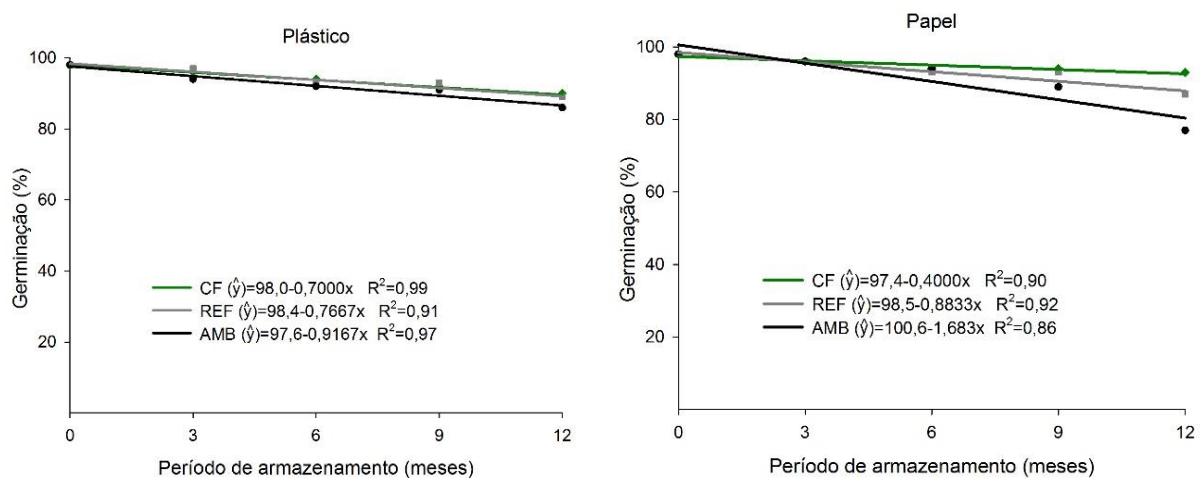 Plástico
Germinação (%)
100
80
60
40
20
CF (ŷ)=98,0-0,7000x R²=0,99
REF (ŷ)=98,4-0,7667x R²=0,91
AMB (ŷ)=97,6-0,9167x R²=0,97
0 3 6 9 12
Período de armazenamento (meses)
Papel
Germinação (%)
100
80
60
40
20
CF (ŷ)=97,4-0,4000x R²=0,90
REF (ŷ)=98,5-0,8833x R²=0,92
AMB (ŷ)=100,6-1,683x R²=0,86
0 3 6 9 12
Período de armazenamento (meses)